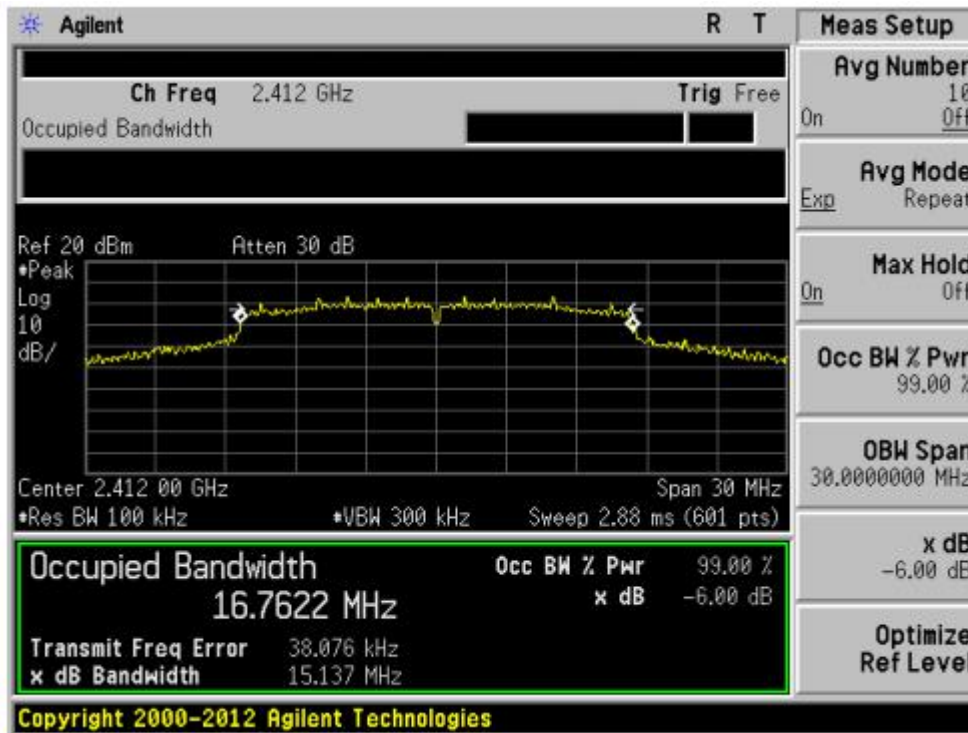 Agilent R T
Meas Setup
Ch Freq 2.412 GHz Trig Free
Occupied Bandwidth
Avg Number
10
On Off
Avg Mode
Exp Repeat
Max Hold
On Off
Occ BW % Pwr
99.00 %
OBW Span
30.0000000 MHz
x dB
-6.00 dB
Optimize
Ref Level
Ref 20 dBm Atten 30 dB
*Peak
Log
10
dB/
Center 2.412 00 GHz Span 30 MHz
*Res BW 100 kHz *VBW 300 kHz Sweep 2.88 ms (601 pts)
Occupied Bandwidth Occ BW % Pwr 99.00 %
16.7622 MHz x dB -6.00 dB
Transmit Freq Error 38.076 kHz
x dB Bandwidth 15.137 MHz
Copyright 2000-2012 Agilent Technologies